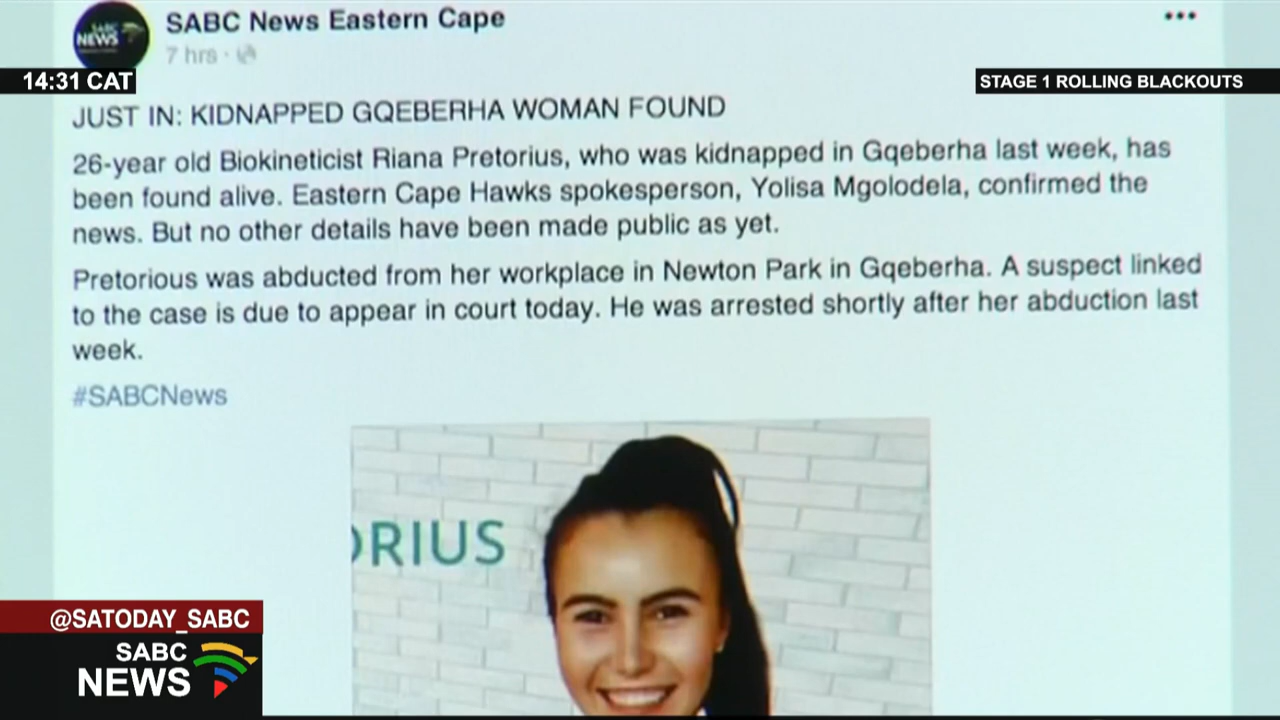 SABC News Eastern Cape
7 hrs
14:31 CAT
STAGE 1 ROLLING BLACKOUTS
JUST IN: KIDNAPPED GQEBERHA WOMAN FOUND
26-year old Biokineticist Riana Pretorius, who was kidnapped in Gqeberha last week, has
been found alive. Eastern Cape Hawks spokesperson, Yolisa Mgolodela, confirmed the
news. But no other details have been made public as yet.
Pretorious was abducted from her workplace in Newton Park in Gqeberha. A suspect linked
to the case is due to appear in court today. He was arrested shortly after her abduction last
week.
#SABCNews
ORIUS
@SATODAY_SABC
SABC
NEWS